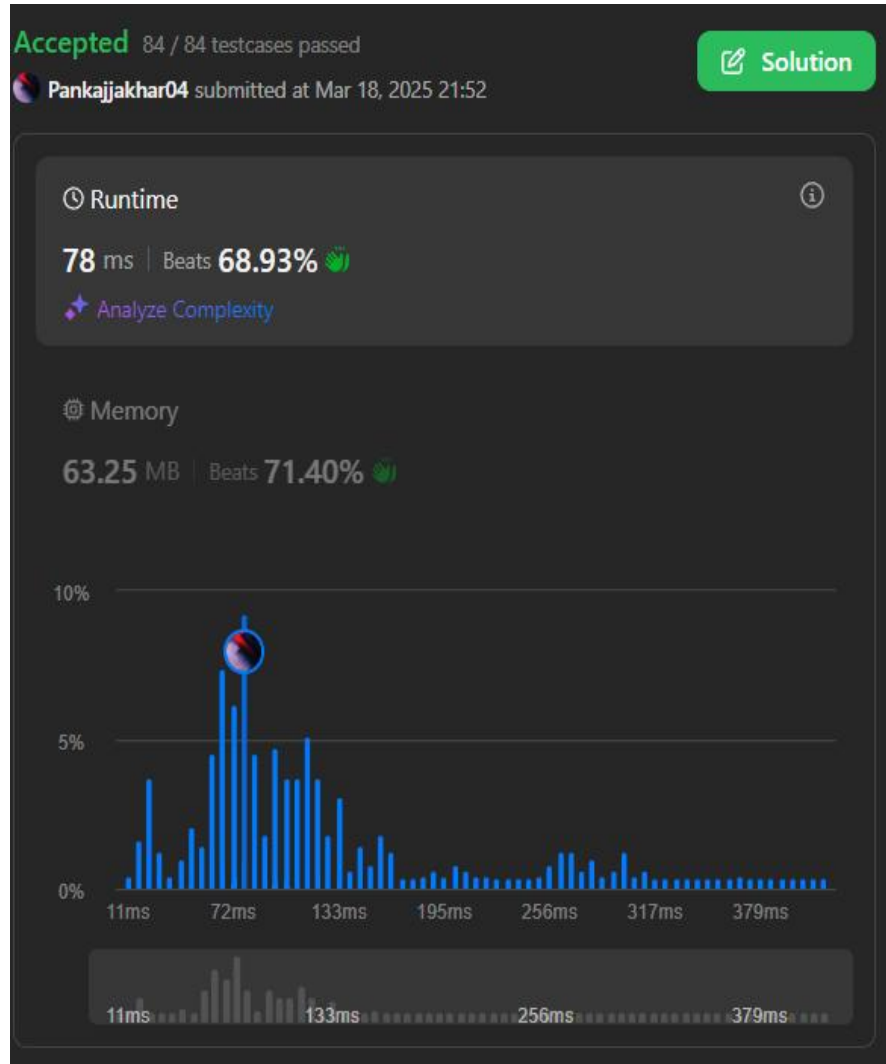 Accepted 84 / 84 testcases passed
Solution
Pankajjakhar04 submitted at Mar 18, 2025 21:52
Runtime
78 ms Beats 68.93%
Analyze Complexity
Memory
63.25 MB Beats 71.40%
10%
5%
0%
11ms 72ms 133ms 195ms 256ms 317ms 379ms
11ms 133ms 256ms 379ms